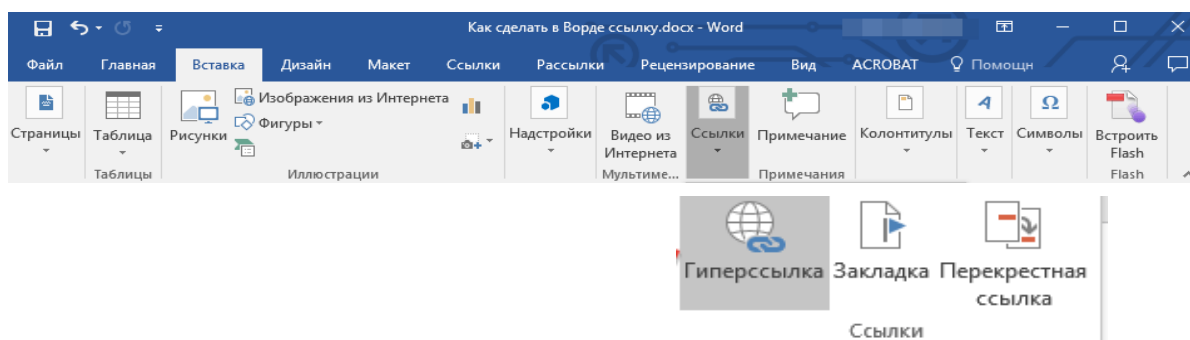 Как сделать в Ворде ссылку.docx - Word
Файл Главная Вставка Дизайн Макет Ссылки Рассылки Рецензирование Вид ACROBAT Помощн
Изображения из Интернета
Фигуры
Страницы Таблица Рисунки Надстройки Видео из Ссылки Примечание Колонтитулы Текст Символы Встроить
Интернета Flash
Таблицы Иллюстрации Мультиме... Примечания Flash
Гиперссылка Закладка Перекрестная
ссылка
Ссылки